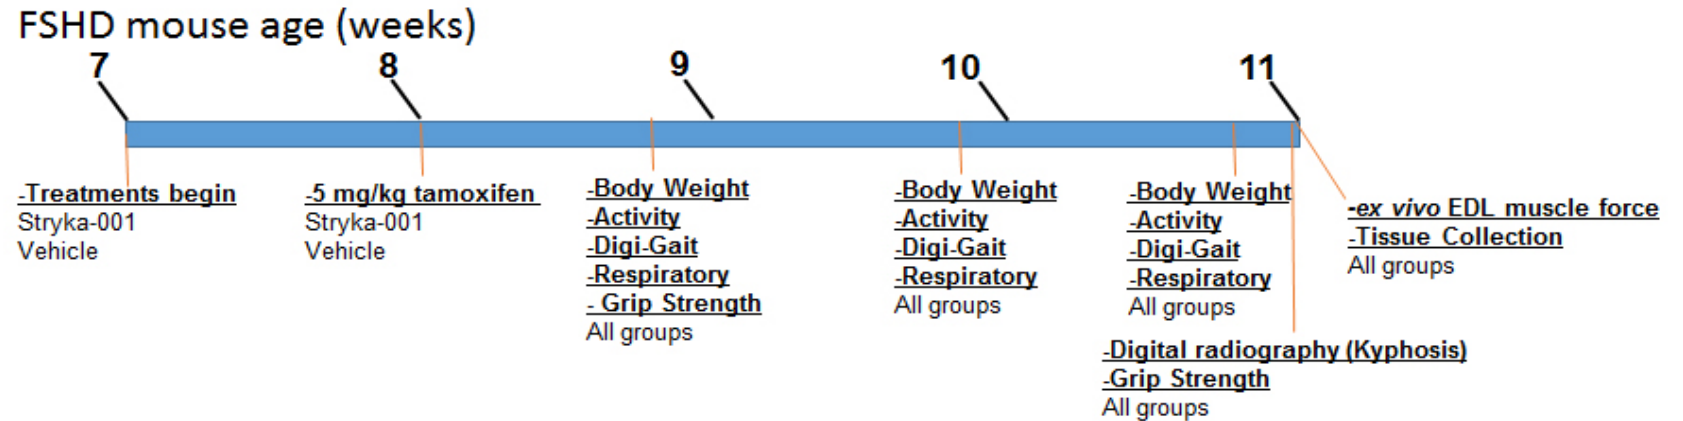 FSHD mouse age (weeks)
7
8
9
10
11
-Treatments begin
Stryka-001
Vehicle
-5 mg/kg tamoxifen
Stryka-001
Vehicle
-Body Weight
-Activity
-Digi-Gait
-Respiratory
- Grip Strength
All groups
-Body Weight
-Activity
-Digi-Gait
-Respiratory
All groups
-Body Weight
-Activity
-Digi-Gait
-Respiratory
All groups
-Digital radiography (Kyphosis)
-Grip Strength
All groups
-ex vivo EDL muscle force
-Tissue Collection
All groups